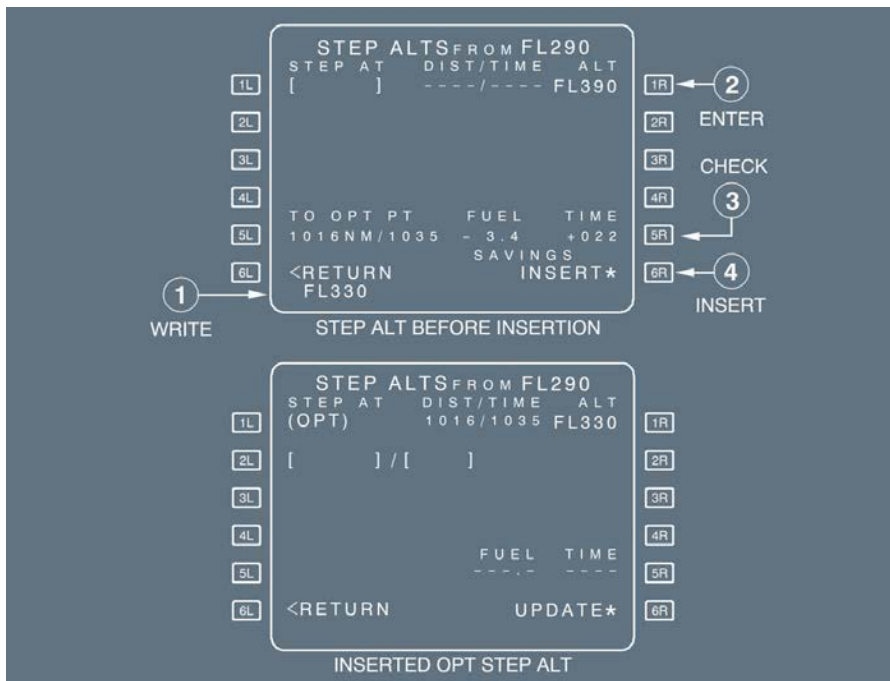 STEP ALTS FROM FL290
STEP AT DIST/TIME ALT
1L [ ] ----/---- FL390 1R 2
2L 2R ENTER
3L 3R CHECK
4L 4R 3
TO OPT PT FUEL TIME
5L 1016NM/1035 - 3.4 +022 5R
SAVINGS
6L <RETURN INSERT* 6R 4
1 FL330 INSERT
WRITE
STEP ALT BEFORE INSERTION
STEP ALTS FROM FL290
STEP AT DIST/TIME ALT
1L (OPT) 1016/1035 FL330 1R
2L [ ]/[ ] 2R
3L 3R
4L 4R
FUEL TIME
5L ---.- ---- 5R
6L <RETURN UPDATE* 6R
INSERTED OPT STEP ALT